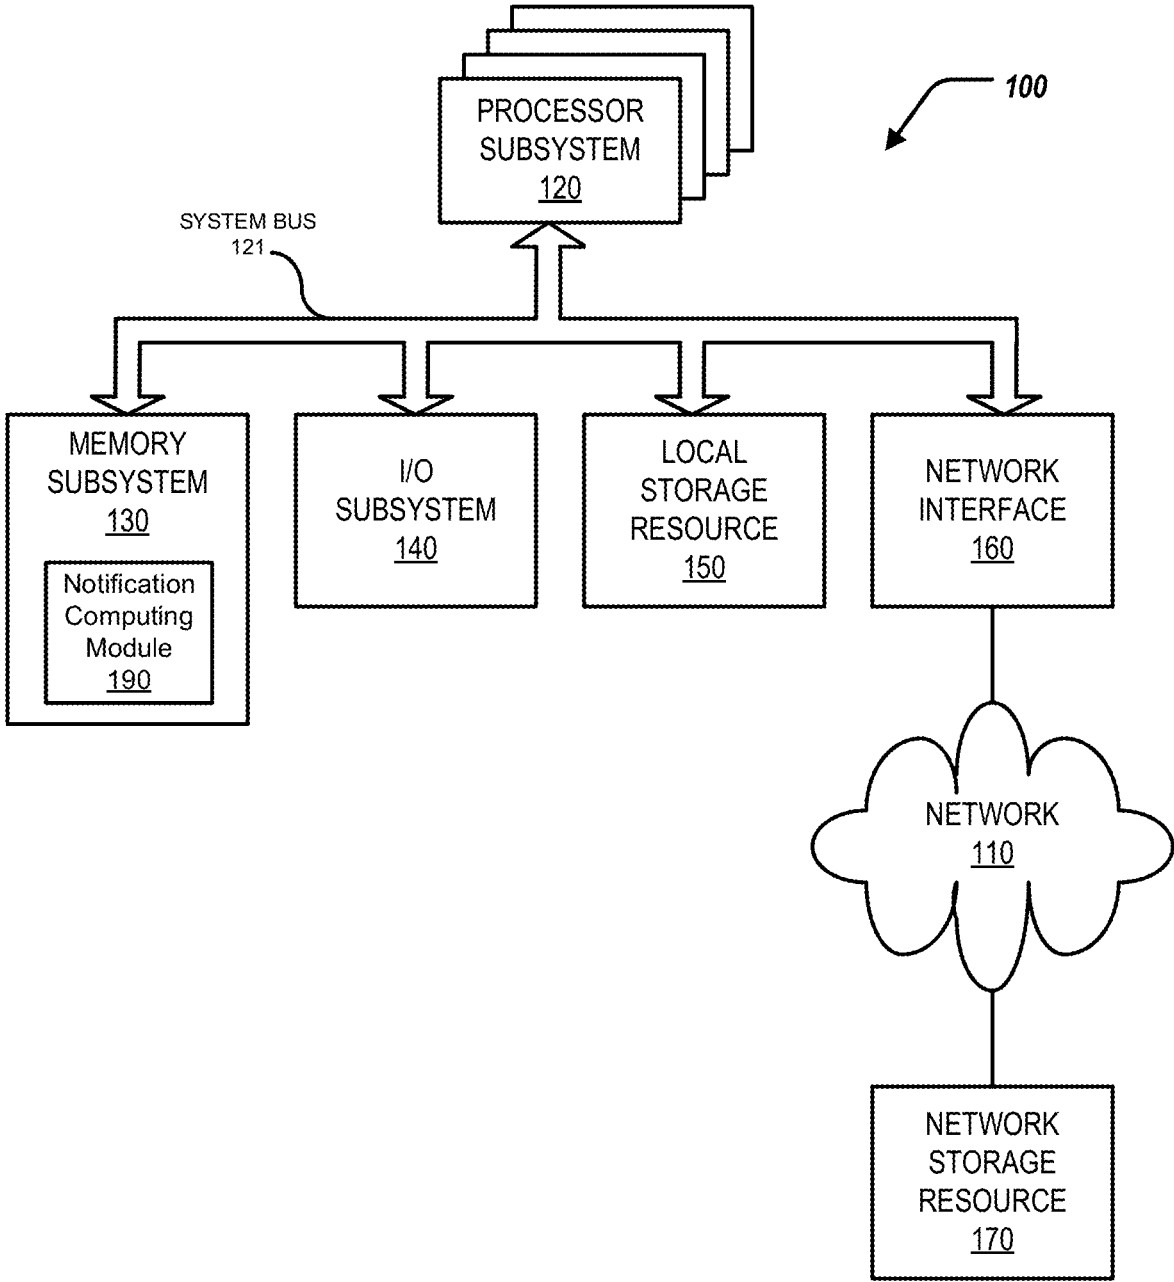 100
PROCESSOR
SUBSYSTEM
120
SYSTEM BUS
121
MEMORY
SUBSYSTEM
130
Notification
Computing
Module
190
I/O
SUBSYSTEM
140
LOCAL
STORAGE
RESOURCE
150
NETWORK
INTERFACE
160
NETWORK
110
NETWORK
STORAGE
RESOURCE
170